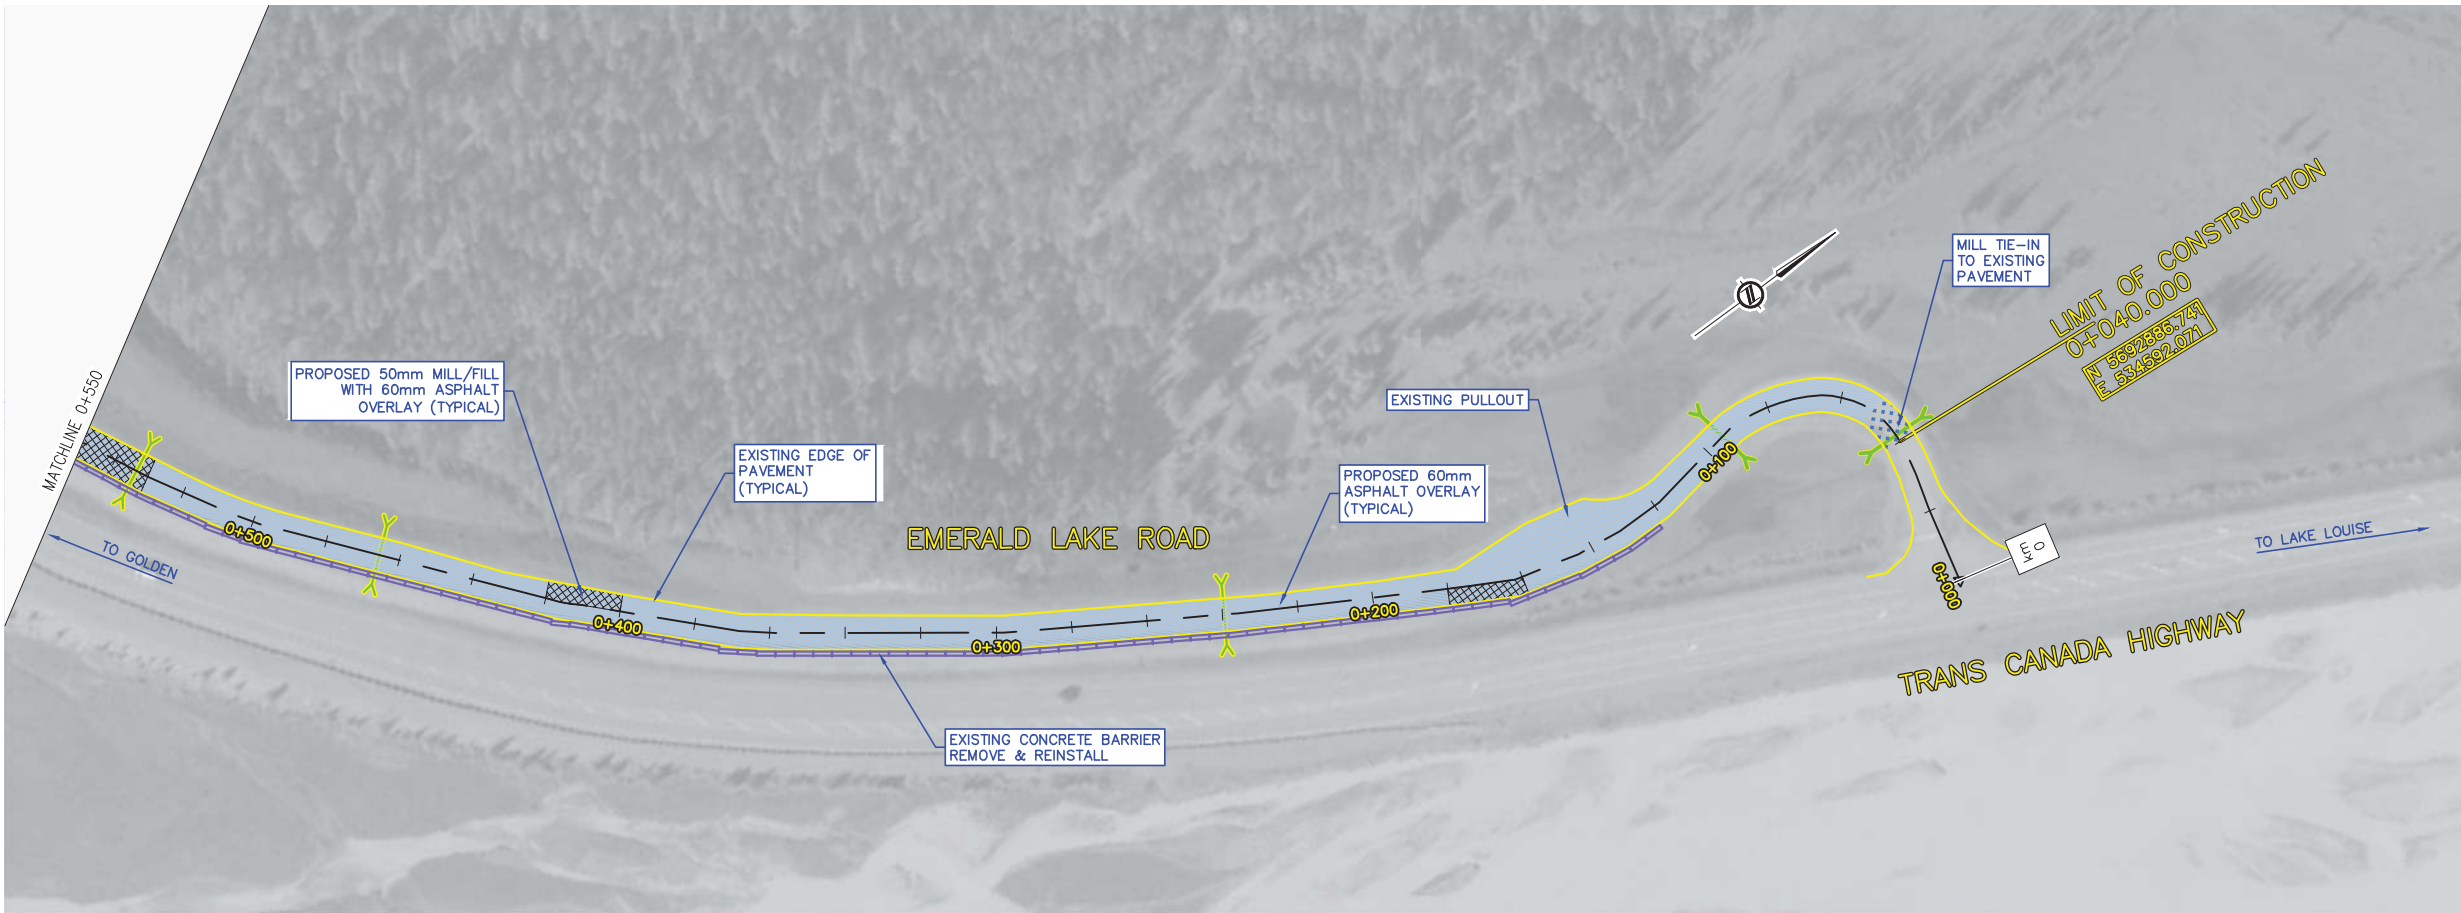 MATCHLINE 0+550
PROPOSED 50mm MILL/FILL
WITH 60mm ASPHALT
OVERLAY (TYPICAL)
EXISTING EDGE OF
PAVEMENT
(TYPICAL)
EMERALD LAKE ROAD
EXISTING PULLOUT
PROPOSED 60mm
ASPHALT OVERLAY
(TYPICAL)
MILL TIE-IN
TO EXISTING
PAVEMENT
LIMIT OF CONSTRUCTION
0+040.000
N 5692886.741
E 534592.071
0+500
0+400
0+300
0+200
0+100
0+000
km 0
TO GOLDEN
TO LAKE LOUISE
TRANS CANADA HIGHWAY
EXISTING CONCRETE BARRIER
REMOVE & REINSTALL